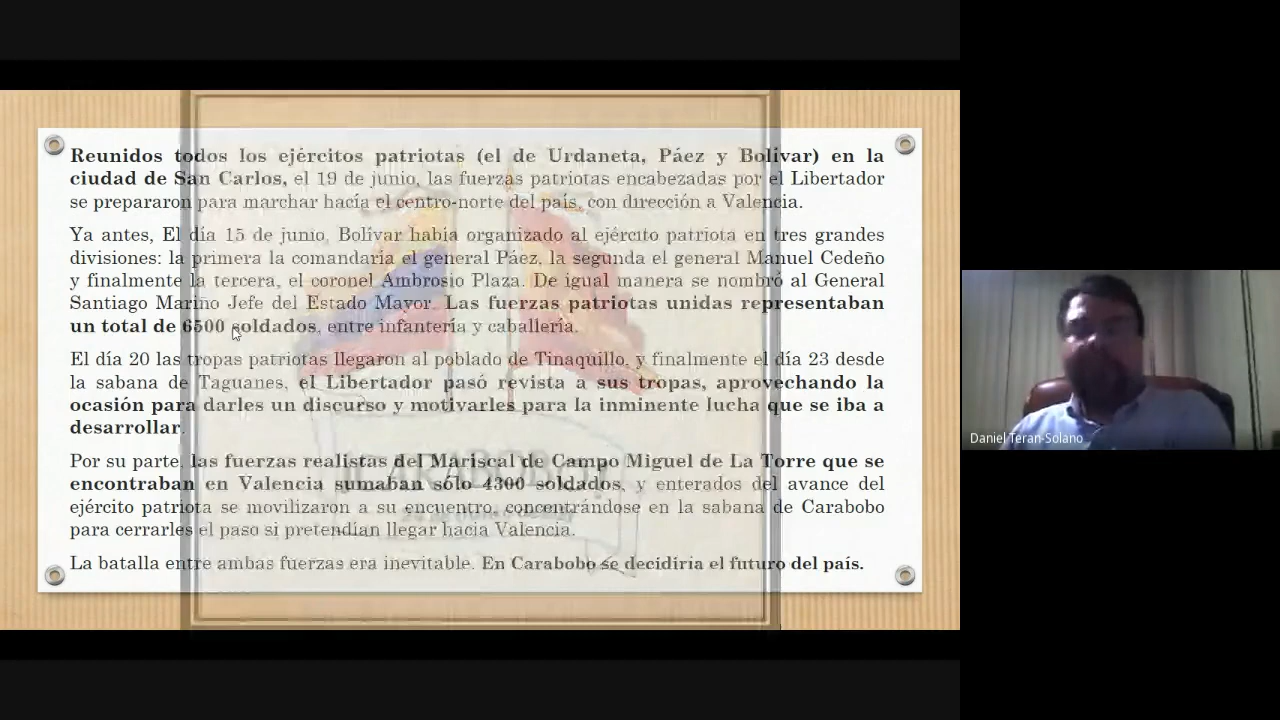 Reunidos todos los ejércitos patriotas (el de Urdaneta, Páez y Bolívar) en la
ciudad de San Carlos, el 19 de junio, las fuerzas patriotas encabezadas por el Libertador
se prepararon para marchar hacía el centro-norte del país, con dirección a Valencia.
Ya antes, El día 15 de junio, Bolívar había organizado al ejército patriota en tres grandes
divisiones: la primera la comandaría el general Páez, la segunda el general Manuel Cedeño
y finalmente la tercera, el coronel Ambrosio Plaza. De igual manera se nombró al General
Santiago Mariño Jefe del Estado Mayor. Las fuerzas patriotas unidas representaban
un total de 6500 soldados, entre infantería y caballería.
El día 20 las tropas patriotas llegaron al poblado de Tinaquillo, y finalmente el día 23 desde
la sabana de Taguanes, el Libertador pasó revista a sus tropas, aprovechando la
ocasión para darles un discurso y motivarles para la inminente lucha que se iba a
desarrollar.
Por su parte, las fuerzas realistas del Mariscal de Campo Miguel de La Torre que se
encontraban en Valencia sumaban sólo 4300 soldados, y enterados del avance del
ejército patriota se movilizaron a su encuentro, concentrándose en la sabana de Carabobo
para cerrarles el paso si pretendían llegar hacia Valencia.
La batalla entre ambas fuerzas era inevitable. En Carabobo se decidiría el futuro del país.
CARABOBO
Daniel Teran-Solano